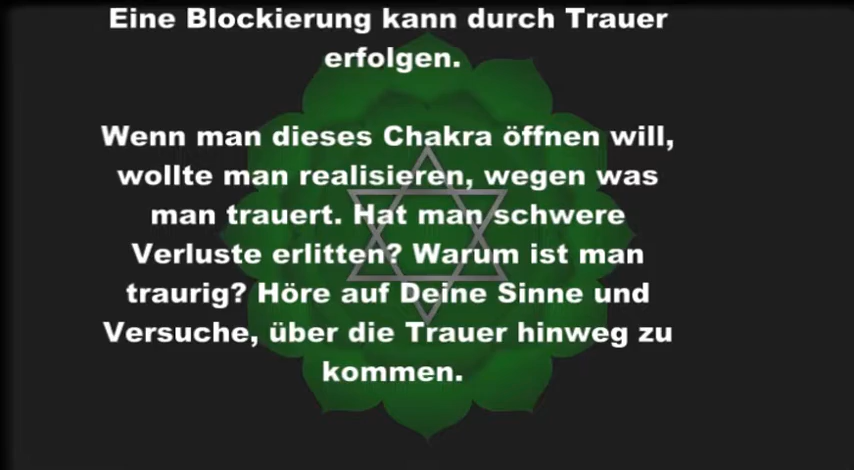 Eine Blockierung kann durch Trauer
erfolgen.
Wenn man dieses Chakra öffnen will,
wollte man realisieren, wegen was
man trauert. Hat man schwere
Verluste erlitten? Warum ist man
traurig? Höre auf Deine Sinne und
Versuche, über die Trauer hinweg zu
kommen.